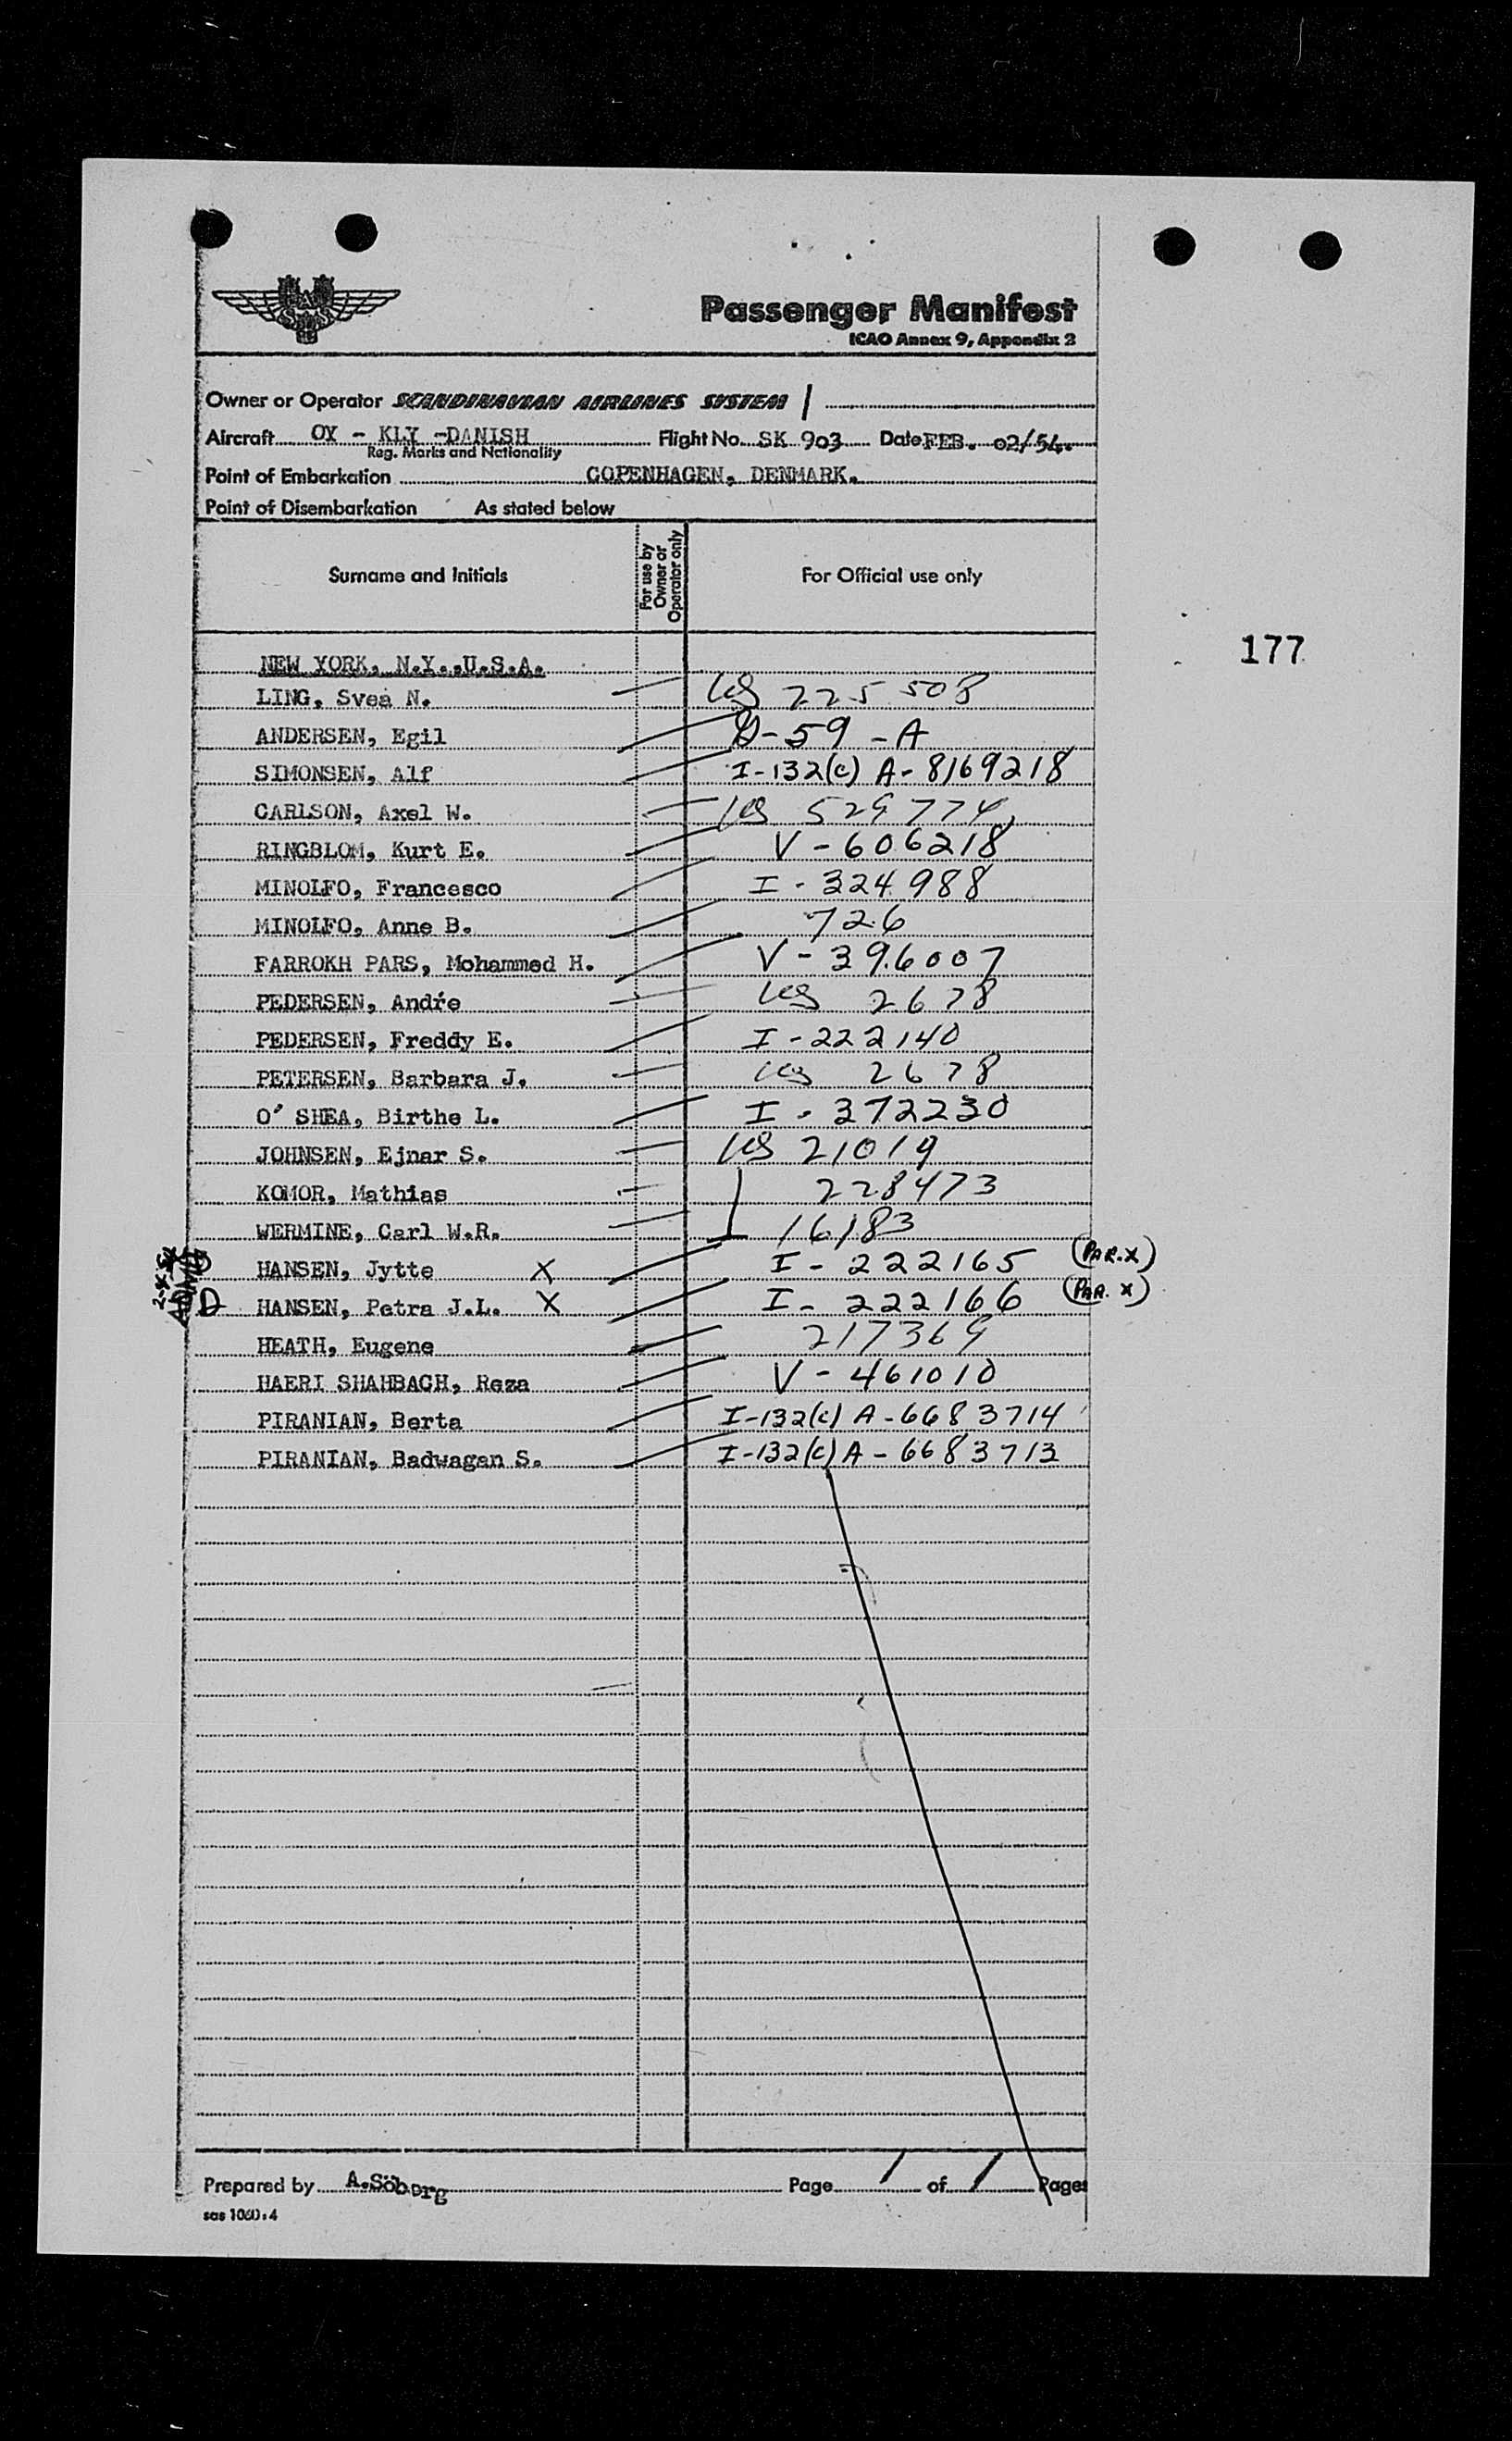 SAS
Passenger Manifest
ICAO Annex 9, Appendix 2
Owner or Operator SCANDINAVIAN AIRLINES SYSTEM
Aircraft OY - KLY -DANISH Flight No. SK 903 Date FEB. 02/54.
Reg. Marks and Nationality
Point of Embarkation COPENHAGEN, DENMARK.
Point of Disembarkation As stated below
Surname and Initials For use by Owner or Operator only For Official use only
177
NEW YORK, N.Y.,U.S.A.
LING, Svea N. US 225508
ANDERSEN, Egil D-59-A
SIMONSEN, Alf I-132(c) A-8169218
CARLSON, Axel W. US 529774
RINGBLOM, Kurt E. V-606218
MINOLFO, Francesco I-324988
MINOLFO, Anne B. 726
FARROKH PARS, Mohammed H. V-396007
PEDERSEN, Andre US 2678
PEDERSEN, Freddy E. I-222140
PETERSEN, Barbara J. US 2678
O' SHEA, Birthe L. I-372230
JOHNSEN, Ejnar S. US 21019
KOMOR, Mathias 228473
WERMINE, Carl W.R. 16183
HANSEN, Jytte X I-222165 (PAR.X)
D HANSEN, Petra J.L. X I-222166 (PAR.X)
HEATH, Eugene 217369
HAERI SHAHBAGH, Reza V-461010
PIRANIAN, Berta I-132(c) A-6683714
PIRANIAN, Badwagan S. I-132(c) A-6683713
Prepared by A.Söberg Page 1 of 1 Pages
sas 1060:4